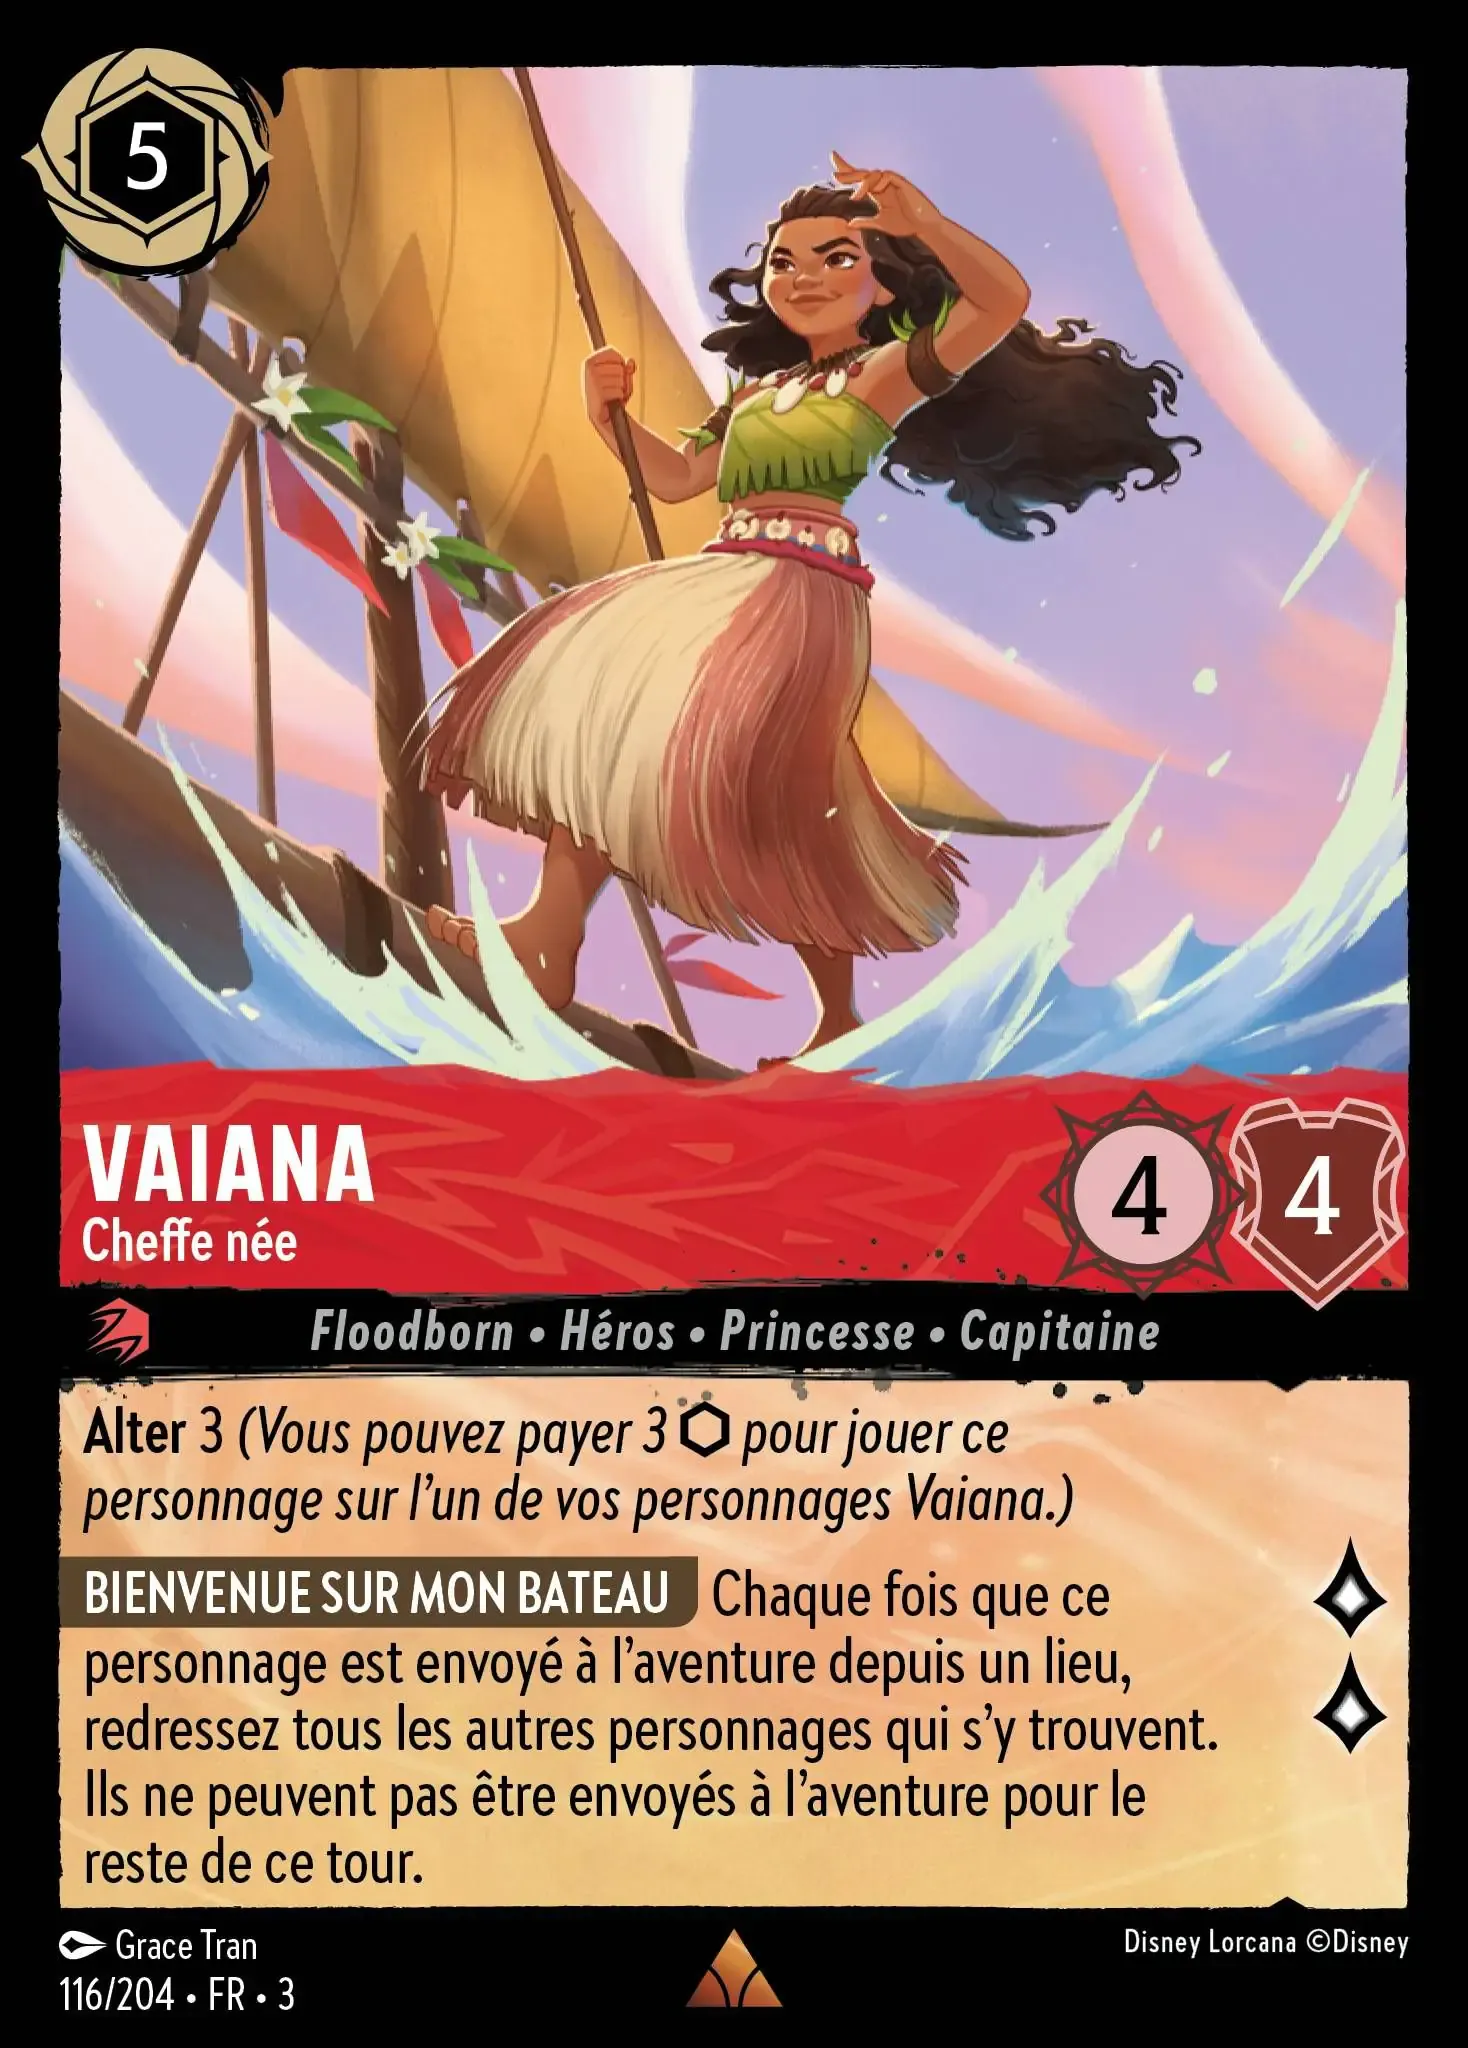 5
VAIANA
Cheffe née
4
4
Floodborn • Héros • Princesse • Capitaine
Alter 3 (Vous pouvez payer 3 ⬡ pour jouer ce
personnage sur l'un de vos personnages Vaiana.)
BIENVENUE SUR MON BATEAU Chaque fois que ce
personnage est envoyé à l'aventure depuis un lieu,
redressez tous les autres personnages qui s'y trouvent.
Ils ne peuvent pas être envoyés à l'aventure pour le
reste de ce tour.
Grace Tran
Disney Lorcana ©Disney
116/204 • FR • 3